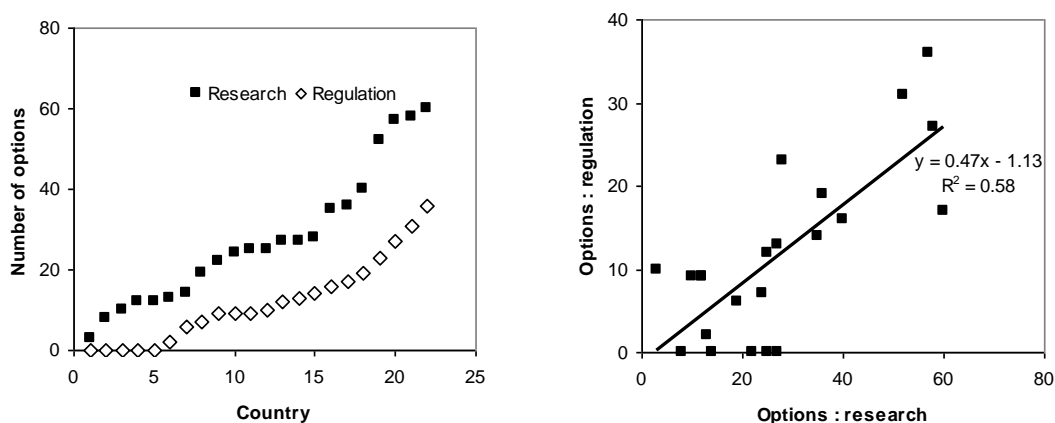 80
60
40
20
0
Number of options
Research
Regulation
0
5
10
15
20
25
Country
40
30
20
10
0
Options : regulation
y = 0.47x - 1.13
R² = 0.58
0
20
40
60
80
Options : research